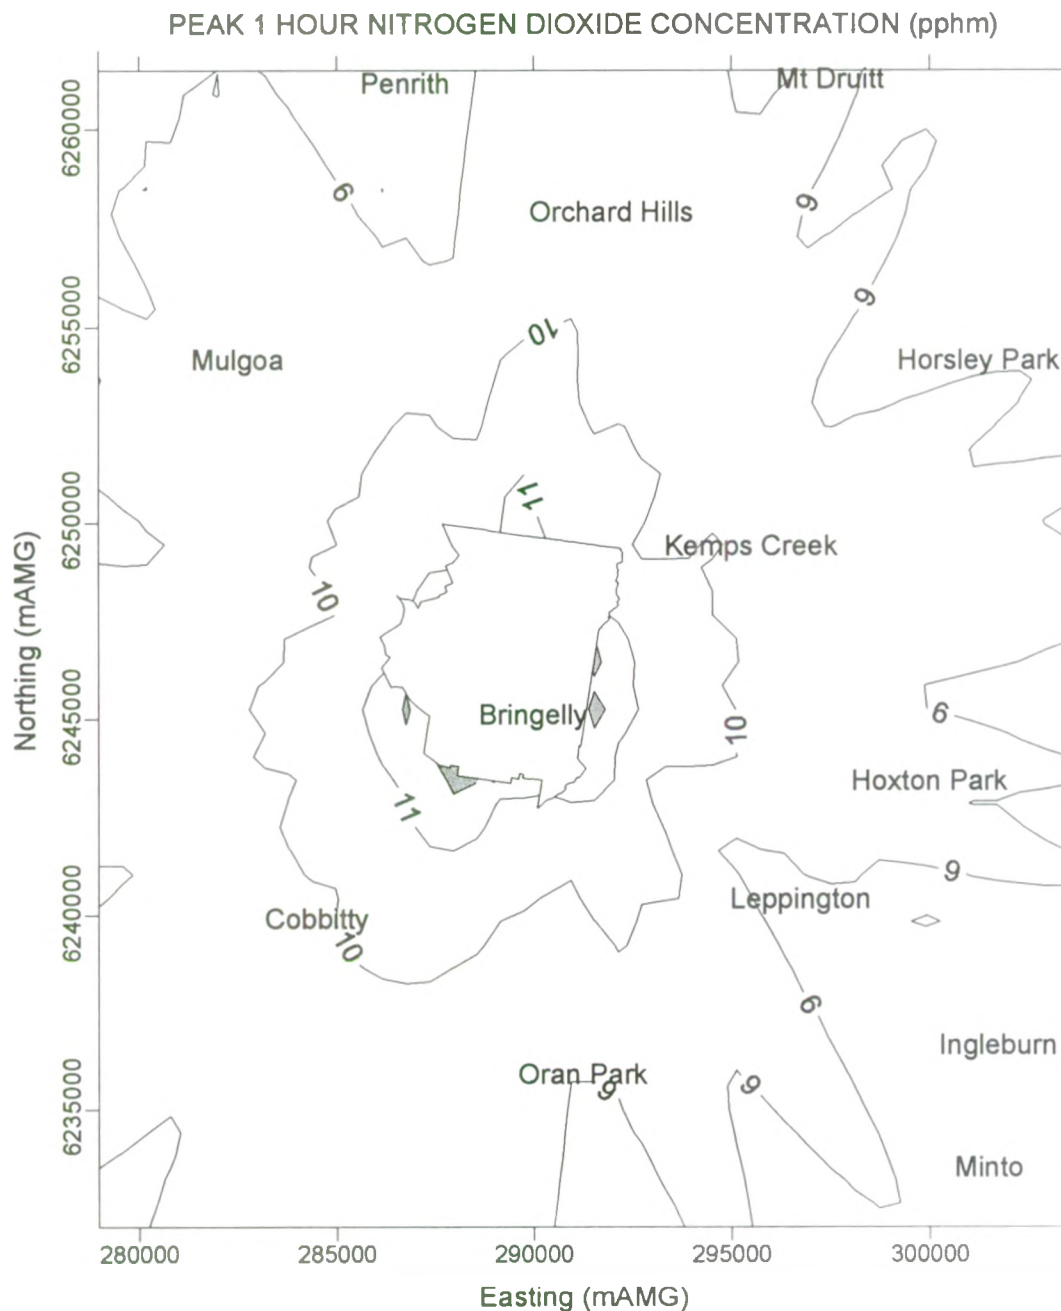 PEAK 1 HOUR NITROGEN DIOXIDE CONCENTRATION (pphm)
Penrith
Mt Druitt
6260000
9
9
Orchard Hills
9
6255000
10
Mulgoa
Horsley Park
11
6250000
Kemps Creek
10
Northing (mAMG)
6245000
Bringelly
9
10
Hoxton Park
11
9
Leppington
6240000
Cobbitty
10
9
Ingleburn
Oran Park
9
9
6235000
Minto
280000 285000 290000 295000 300000
Easting (mAMG)